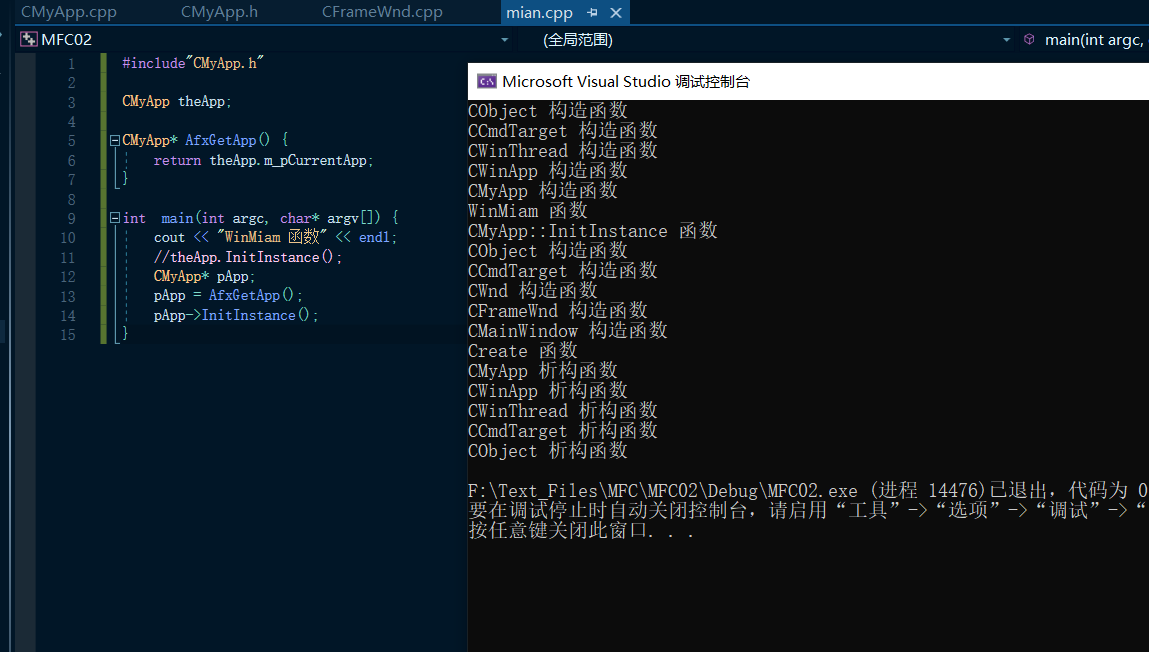 CMyApp.cpp CMyApp.h CFrameWnd.cpp mian.cpp
MFC02 (全局范围) main(int argc,
1 #include"CMyApp.h"
2
3 CMyApp theApp;
4
5 CMyApp* AfxGetApp() {
6 return theApp.m_pCurrentApp;
7 }
8
9 int main(int argc, char* argv[]) {
10 cout << "WinMiam 函数" << endl;
11 //theApp.InitInstance();
12 CMyApp* pApp;
13 pApp = AfxGetApp();
14 pApp->InitInstance();
15 }
Microsoft Visual Studio 调试控制台
CObject 构造函数
CCmdTarget 构造函数
CWinThread 构造函数
CWinApp 构造函数
CMyApp 构造函数
WinMiam 函数
CMyApp::InitInstance 函数
CObject 构造函数
CCmdTarget 构造函数
CWnd 构造函数
CFrameWnd 构造函数
CMainWindow 构造函数
Create 函数
CMyApp 析构函数
CWinApp 析构函数
CWinThread 析构函数
CCmdTarget 析构函数
CObject 析构函数
F:\Text_Files\MFC\MFC02\Debug\MFC02.exe (进程 14476)已退出，代码为 0
要在调试停止时自动关闭控制台，请启用“工具”->“选项”->“调试”->“
按任意键关闭此窗口. . .